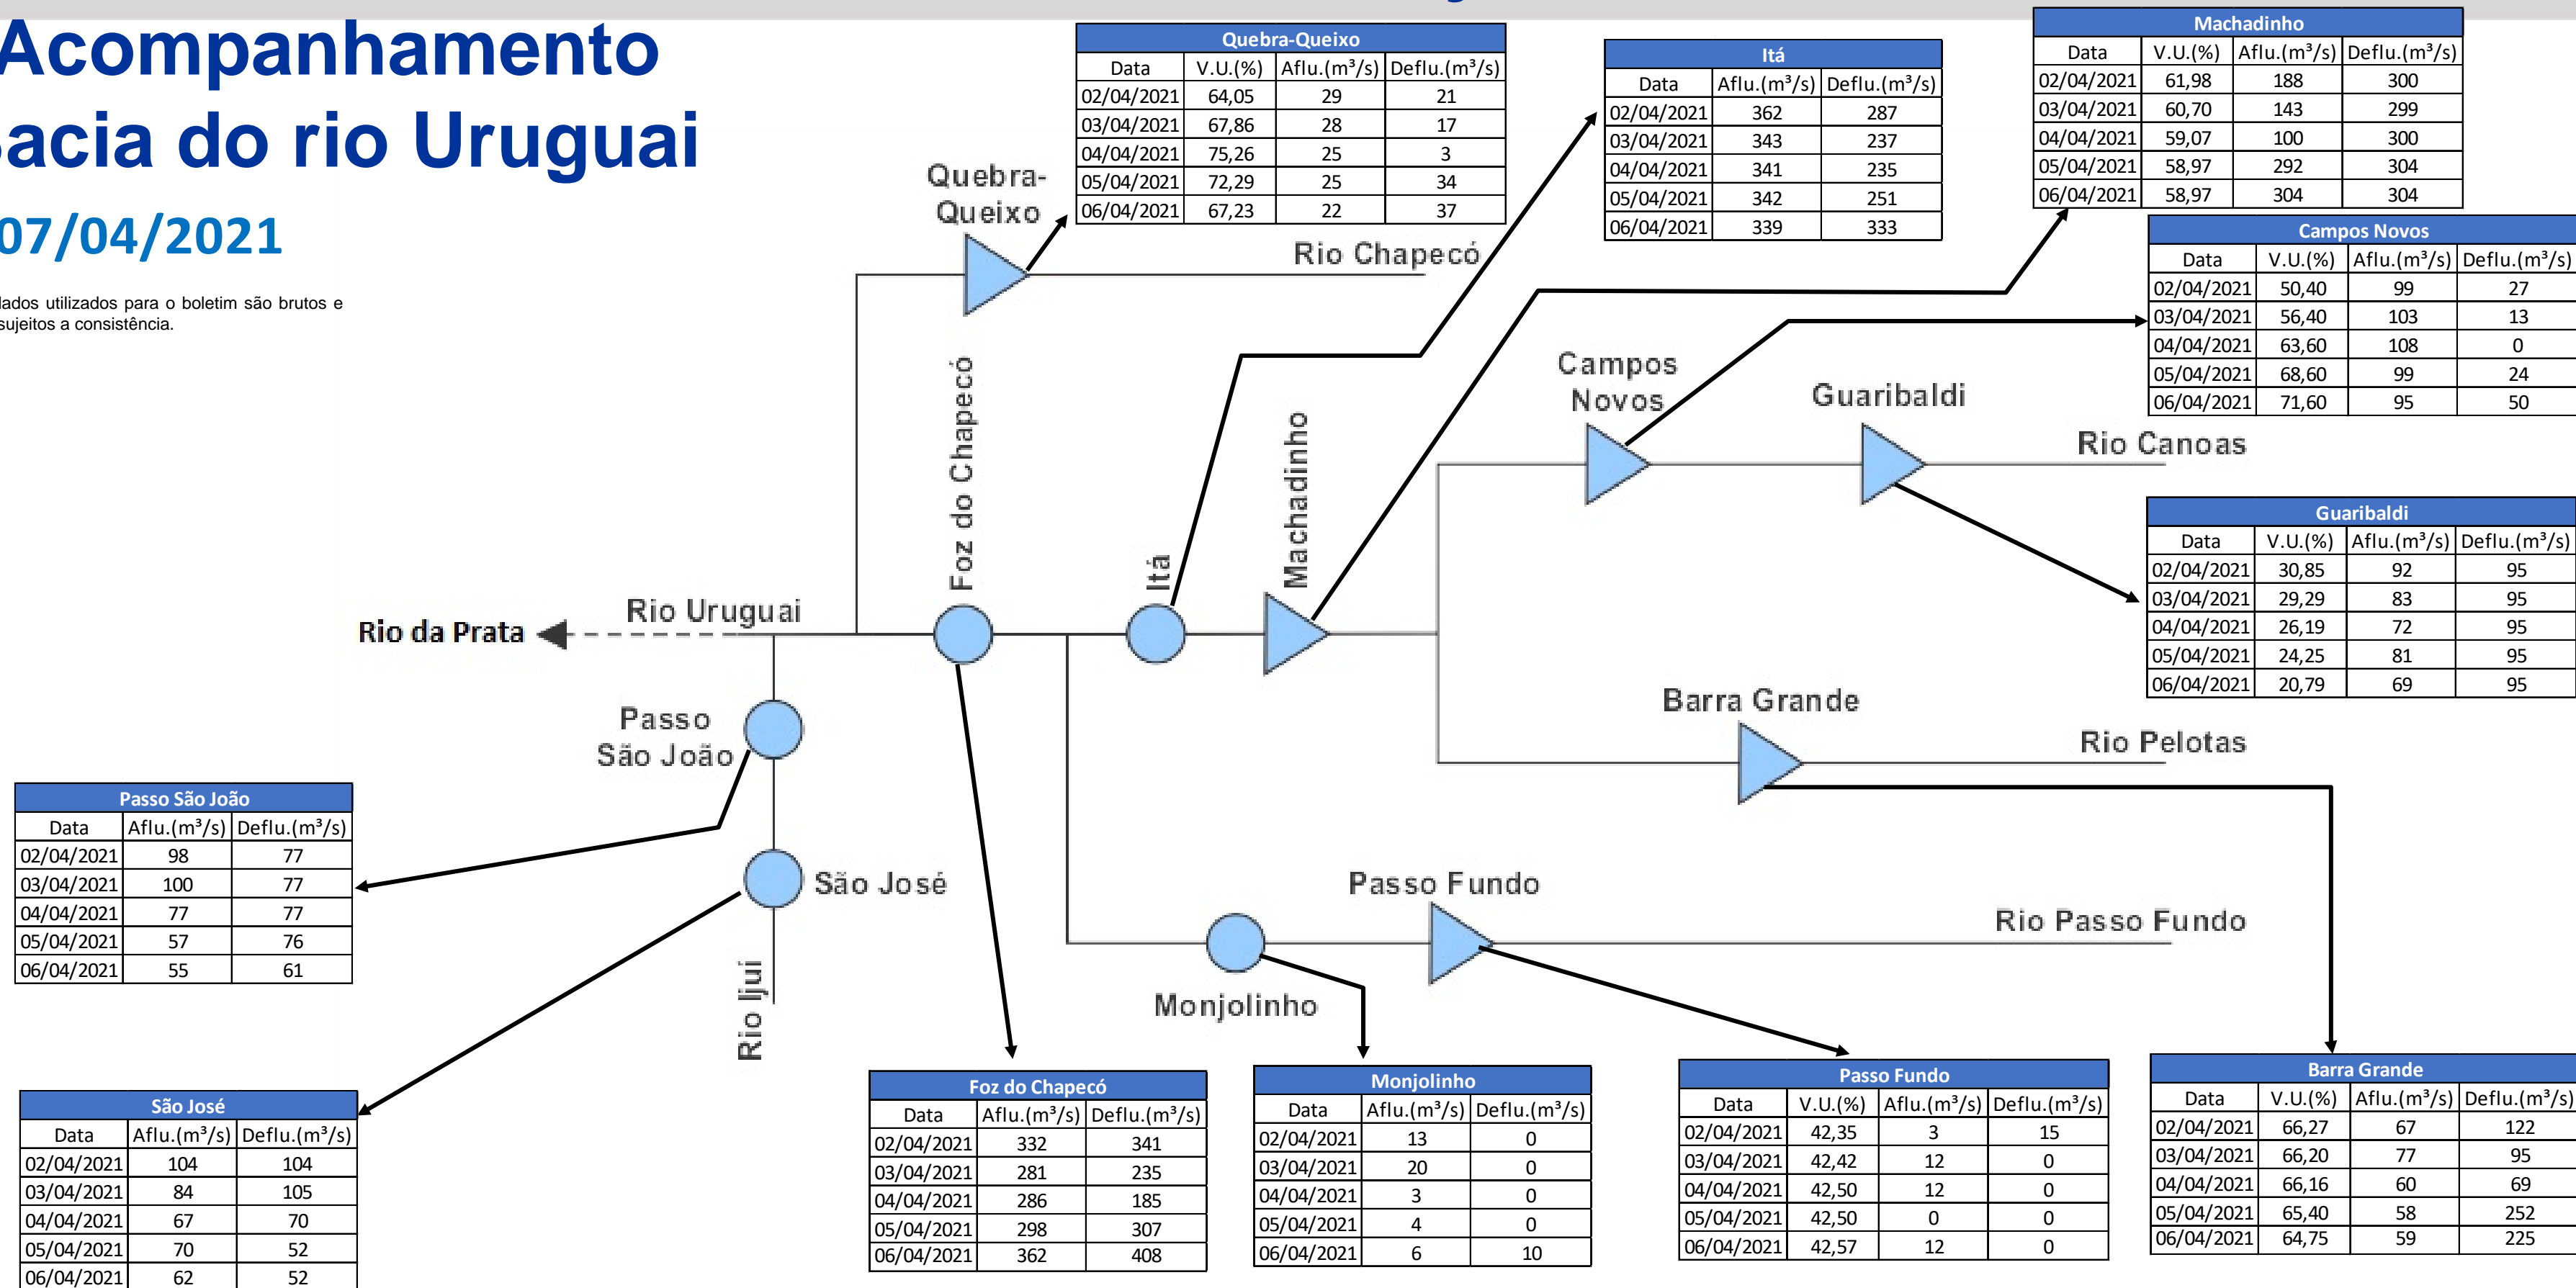 Acompanhamento
Bacia do rio Uruguai
07/04/2021
dados utilizados para o boletim são brutos e
sujeitos a consistência.
Quebra-Queixo
Data V.U.(%) Aflu.(m³/s) Deflu.(m³/s)
02/04/2021 64,05 29 21
03/04/2021 67,86 28 17
04/04/2021 75,26 25 3
05/04/2021 72,29 25 34
06/04/2021 67,23 22 37
Itá
Data Aflu.(m³/s) Deflu.(m³/s)
02/04/2021 362 287
03/04/2021 343 237
04/04/2021 341 235
05/04/2021 342 251
06/04/2021 339 333
Machadinho
Data V.U.(%) Aflu.(m³/s) Deflu.(m³/s)
02/04/2021 61,98 188 300
03/04/2021 60,70 143 299
04/04/2021 59,07 100 300
05/04/2021 58,97 292 304
06/04/2021 58,97 304 304
Campos Novos
Data V.U.(%) Aflu.(m³/s) Deflu.(m³/s)
02/04/2021 50,40 99 27
03/04/2021 56,40 103 13
04/04/2021 63,60 108 0
05/04/2021 68,60 99 24
06/04/2021 71,60 95 50
Quebra-
Queixo
Rio Chapecó
Foz do Chapecó
Itá
Machadinho
Campos
Novos
Guaribaldi
Rio Canoas
Guaribaldi
Data V.U.(%) Aflu.(m³/s) Deflu.(m³/s)
02/04/2021 30,85 92 95
03/04/2021 29,29 83 95
04/04/2021 26,19 72 95
05/04/2021 24,25 81 95
06/04/2021 20,79 69 95
Rio da Prata
Rio Uruguai
Passo
São João
Barra Grande
Rio Pelotas
São José
Rio Ijuí
Passo Fundo
Rio Passo Fundo
Monjolinho
Passo São João
Data Aflu.(m³/s) Deflu.(m³/s)
02/04/2021 98 77
03/04/2021 100 77
04/04/2021 77 77
05/04/2021 57 76
06/04/2021 55 61
São José
Data Aflu.(m³/s) Deflu.(m³/s)
02/04/2021 104 104
03/04/2021 84 105
04/04/2021 67 70
05/04/2021 70 52
06/04/2021 62 52
Foz do Chapecó
Data Aflu.(m³/s) Deflu.(m³/s)
02/04/2021 332 341
03/04/2021 281 235
04/04/2021 286 185
05/04/2021 298 307
06/04/2021 362 408
Monjolinho
Data Aflu.(m³/s) Deflu.(m³/s)
02/04/2021 13 0
03/04/2021 20 0
04/04/2021 3 0
05/04/2021 4 0
06/04/2021 6 10
Passo Fundo
Data V.U.(%) Aflu.(m³/s) Deflu.(m³/s)
02/04/2021 42,35 3 15
03/04/2021 42,42 12 0
04/04/2021 42,50 12 0
05/04/2021 42,50 0 0
06/04/2021 42,57 12 0
Barra Grande
Data V.U.(%) Aflu.(m³/s) Deflu.(m³/s)
02/04/2021 66,27 67 122
03/04/2021 66,20 77 95
04/04/2021 66,16 60 69
05/04/2021 65,40 58 252
06/04/2021 64,75 59 225